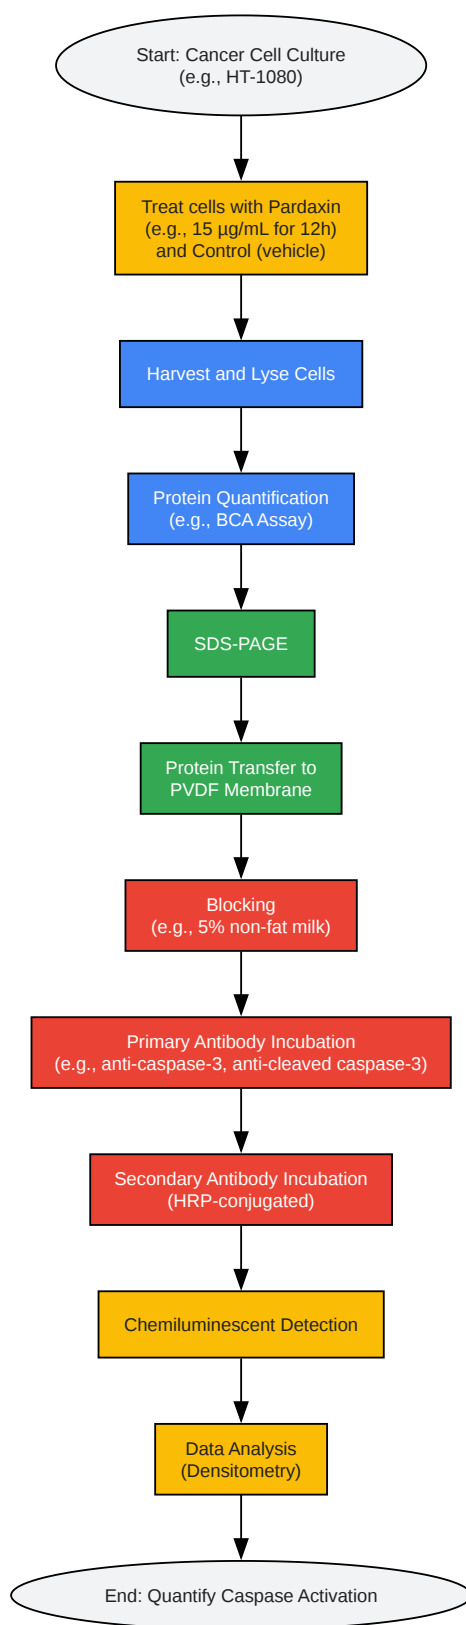 Start: Cancer Cell Culture
(e.g., HT-1080)
Treat cells with Pardaxin
(e.g., 15 µg/mL for 12h)
and Control (vehicle)
Harvest and Lyse Cells
Protein Quantification
(e.g., BCA Assay)
SDS-PAGE
Protein Transfer to
PVDF Membrane
Blocking
(e.g., 5% non-fat milk)
Primary Antibody Incubation
(e.g., anti-caspase-3, anti-cleaved caspase-3)
Secondary Antibody Incubation
(HRP-conjugated)
Chemiluminescent Detection
Data Analysis
(Densitometry)
End: Quantify Caspase Activation